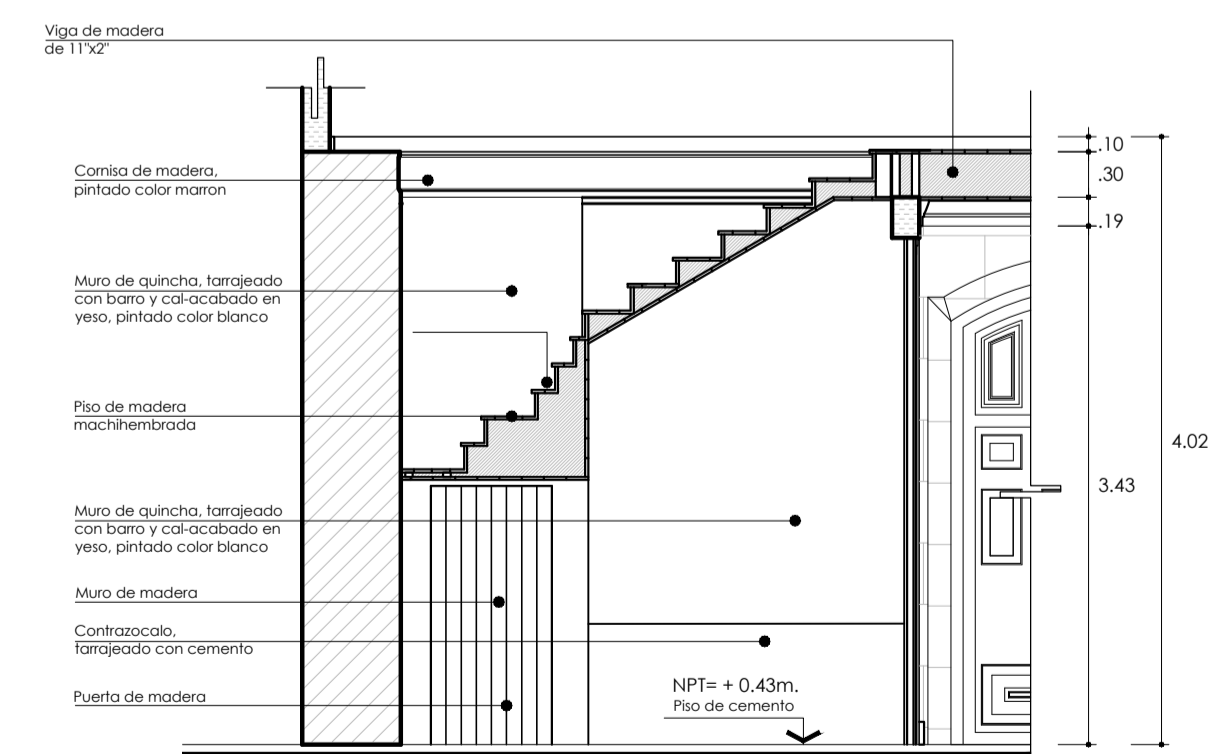 Viga de madera
de 11"x2"
.10
Cornisa de madera,
pintado color marron
.30
.19
Muro de quincha, tarrajeado
con barro y cal-acabado en
yeso, pintado color blanco
Piso de madera
machihembrada
4.02
3.43
Muro de quincha, tarrajeado
con barro y cal-acabado en
yeso, pintado color blanco
Muro de madera
Contrazocalo,
tarrajeado con cemento
Puerta de madera
NPT= + 0.43m.
Piso de cemento